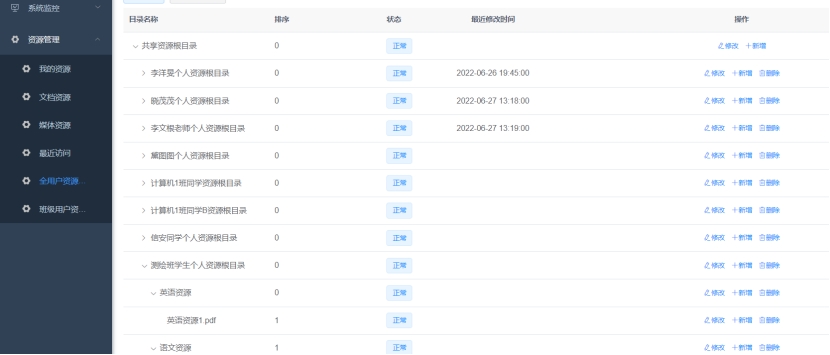 系统监控
资源管理
我的资源
文档资源
媒体资源
最近访问
全用户资源...
班级用户资...
目录名称 排序 状态 最近修改时间 操作
共享资源根目录 0 正常 修改 +新增
李洋旻个人资源根目录 0 正常 2022-06-26 19:45:00 修改 +新增 删除
晓茂茂个人资源根目录 0 正常 2022-06-27 13:18:00 修改 +新增 删除
李文根老师个人资源根目录 0 正常 2022-06-27 13:19:00 修改 +新增 删除
图图个人资源根目录 0 正常 修改 +新增 删除
计算机1班同学资源根目录 0 正常 修改 +新增 删除
计算机1班同学B资源根目录 0 正常 修改 +新增 删除
信安同学个人资源根目录 0 正常 修改 +新增 删除
测绘班学生个人资源根目录 0 正常 修改 +新增 删除
英语资源 0 正常 修改 +新增 删除
英语资源1.pdf 1 正常 修改 +新增 删除
语文资源 1 正常 修改 +新增 删除